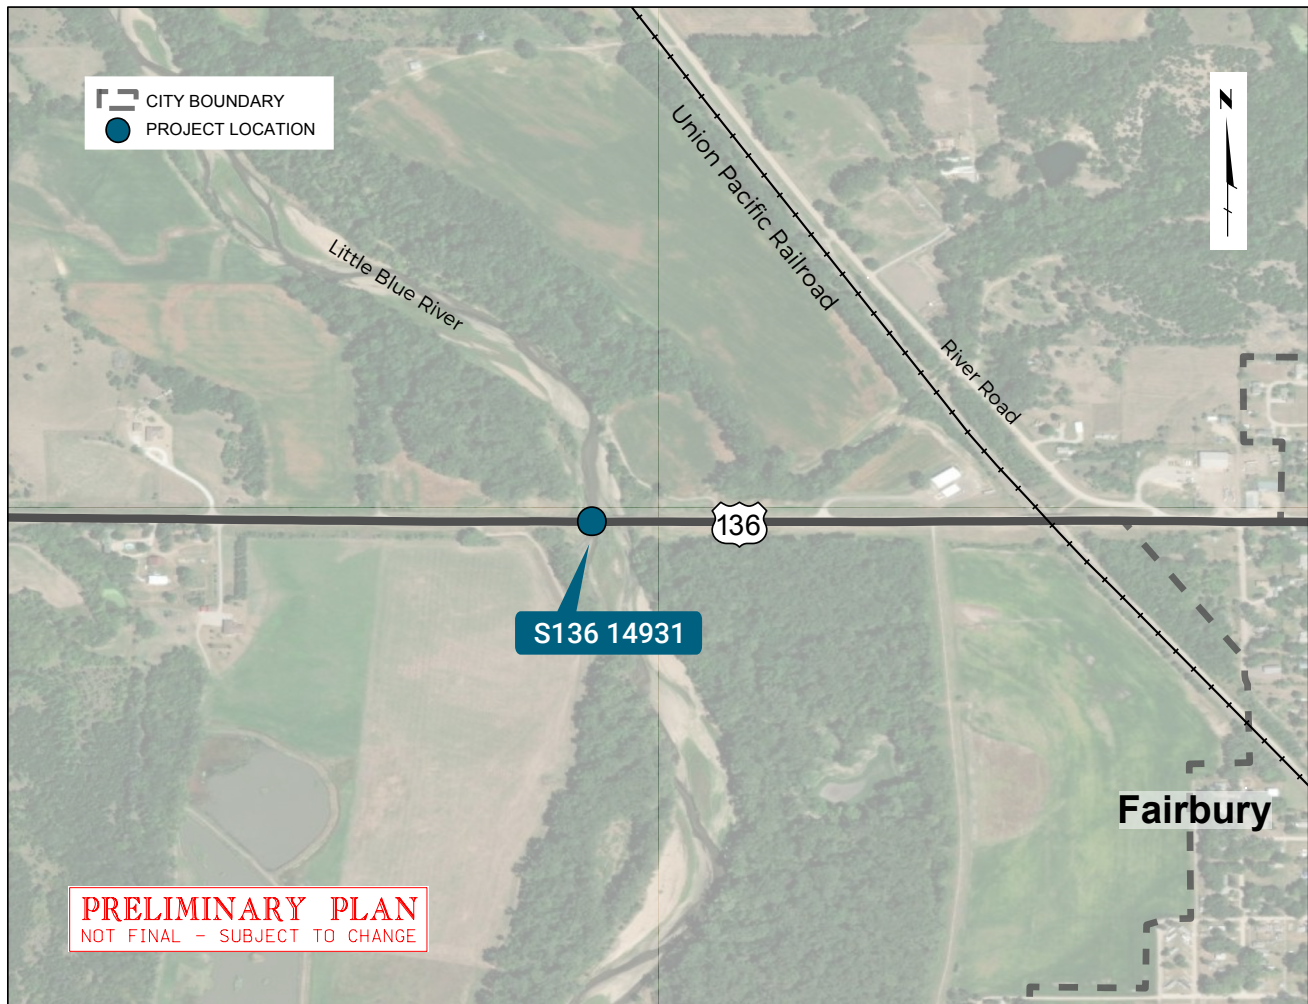 CITY BOUNDARY
PROJECT LOCATION
N
Union Pacific Railroad
Little Blue River
River Road
136
S136 14931
Fairbury
PRELIMINARY PLAN
NOT FINAL - SUBJECT TO CHANGE